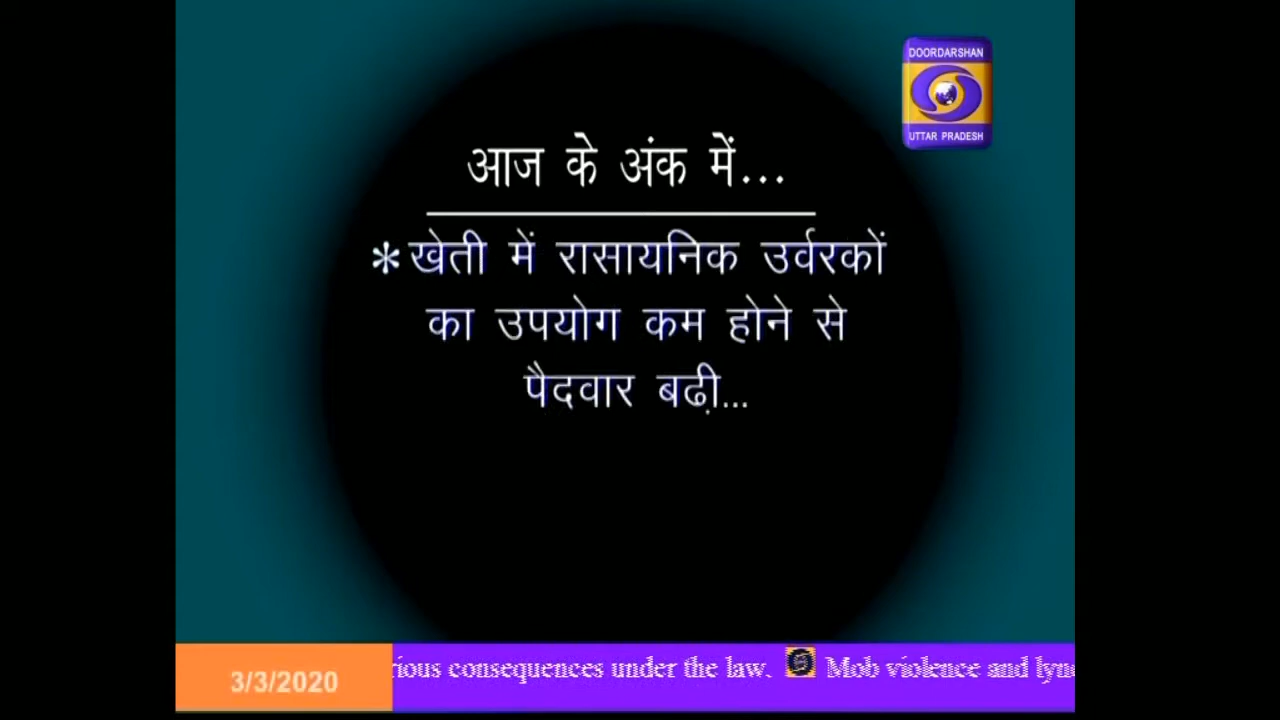 DOORDARSHAN
UTTAR PRADESH
आज के अंक में...
*खेती में रासायनिक उर्वरकों
का उपयोग कम होने से
पैदवार बढ़ी...
3/3/2020
consequences under the law. Mob violence and